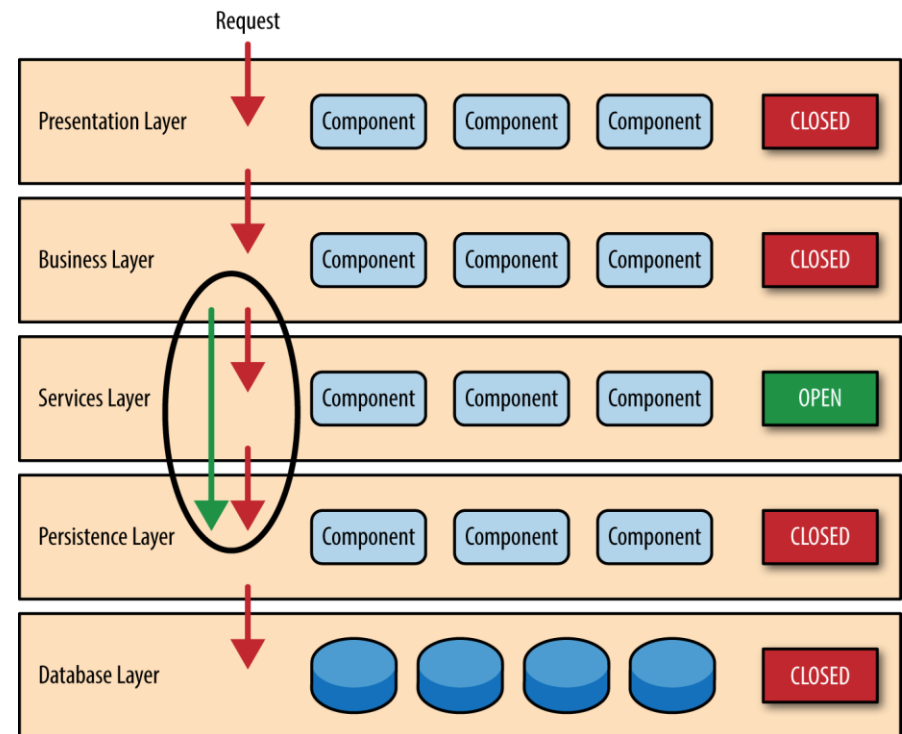 Request
Presentation Layer Component Component Component CLOSED
Business Layer Component Component Component CLOSED
Services Layer Component Component Component OPEN
Persistence Layer Component Component Component CLOSED
Database Layer CLOSED